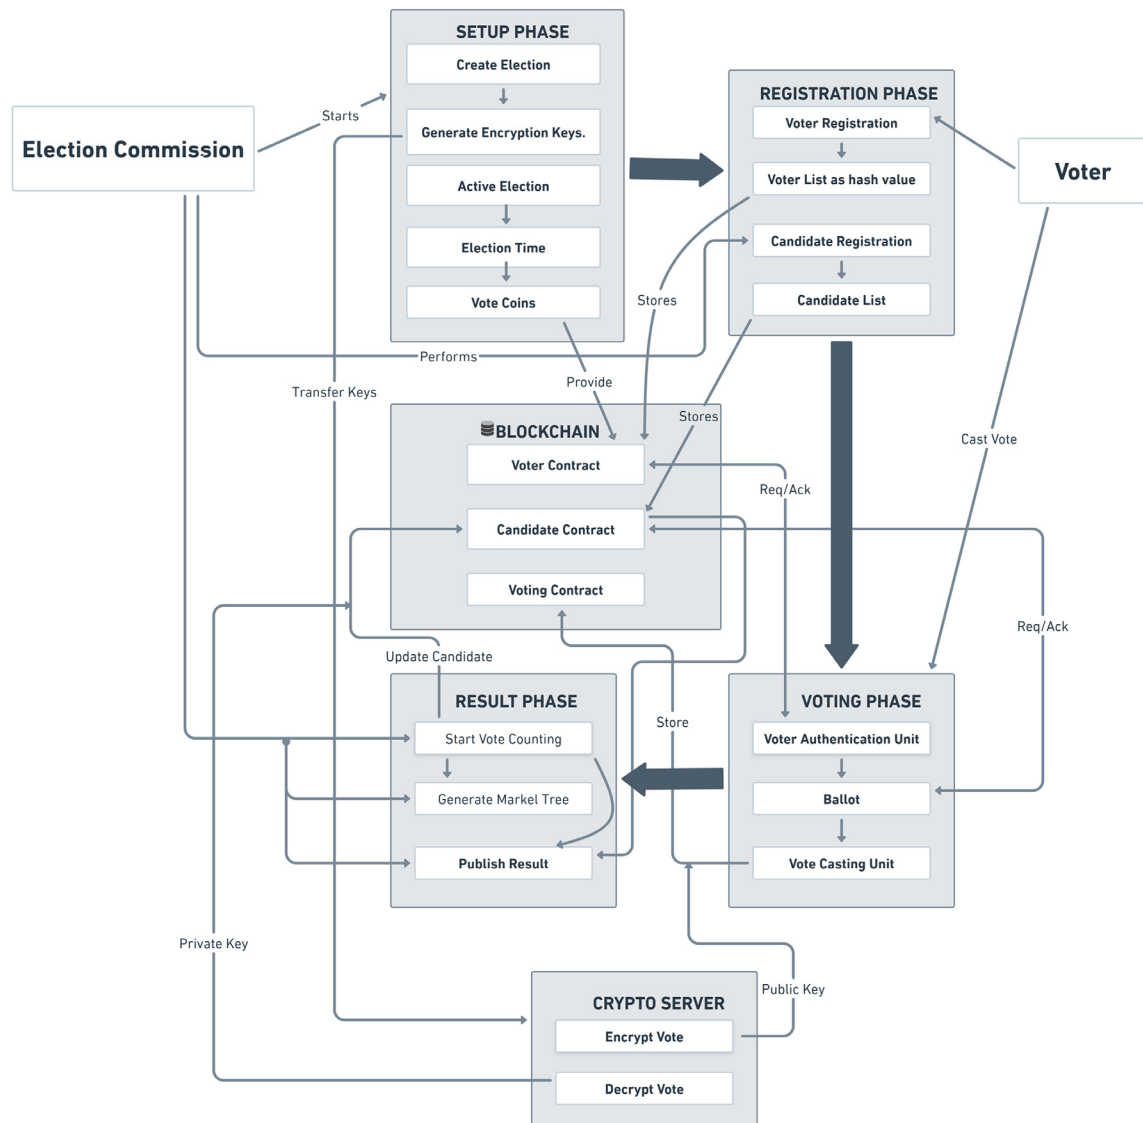 SETUP PHASE
Create Election
Generate Encryption Keys.
Active Election
Election Time
Vote Coins
REGISTRATION PHASE
Voter Registration
Voter List as hash value
Candidate Registration
Candidate List
Election Commission
Starts
Voter
Stores
Performs
Provide
Transfer Keys
Stores
Cast Vote
BLOCKCHAIN
Voter Contract
Candidate Contract
Voting Contract
Req/Ack
Req/Ack
Update Candidate
RESULT PHASE
Start Vote Counting
Generate Markel Tree
Publish Result
Store
VOTING PHASE
Voter Authentication Unit
Ballot
Vote Casting Unit
Private Key
Public Key
CRYPTO SERVER
Encrypt Vote
Decrypt Vote